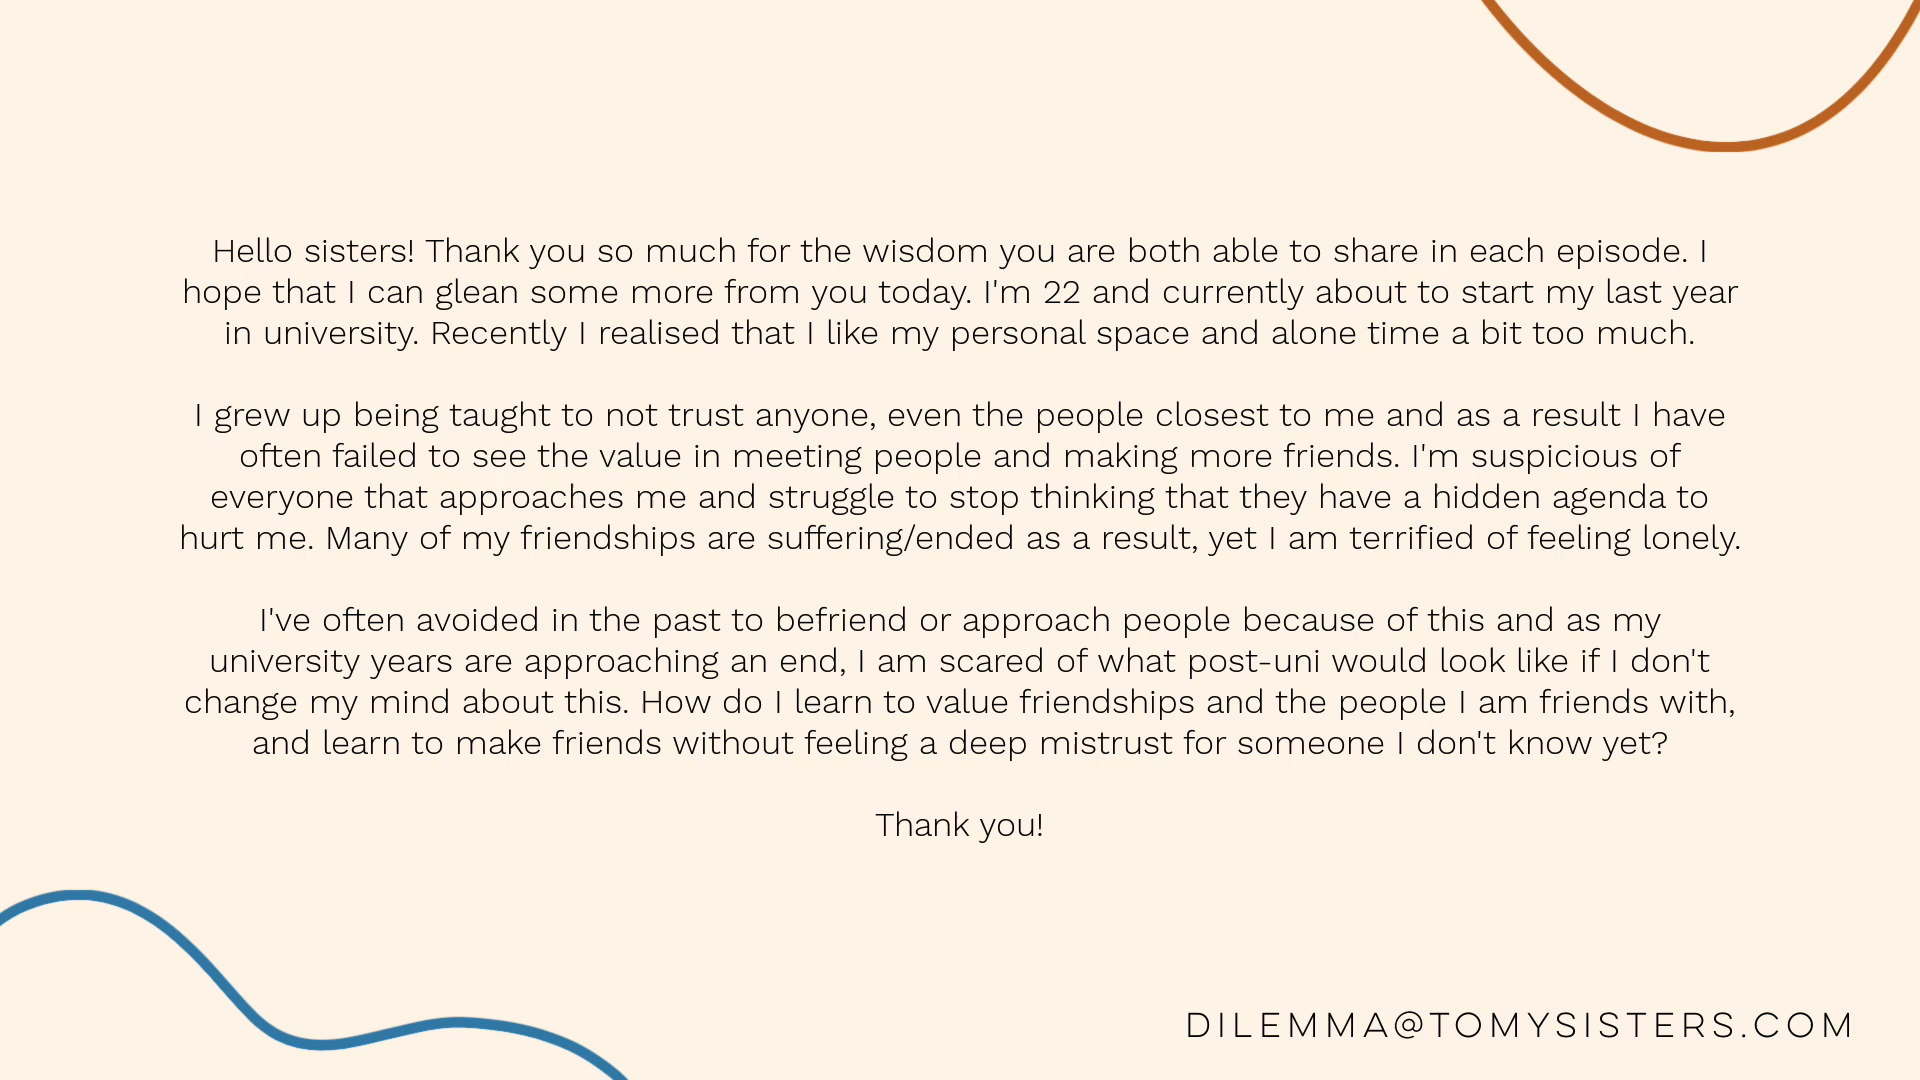 Hello sisters! Thank you so much for the wisdom you are both able to share in each episode. I
hope that I can glean some more from you today. I'm 22 and currently about to start my last year
in university. Recently I realised that I like my personal space and alone time a bit too much.
I grew up being taught to not trust anyone, even the people closest to me and as a result I have
often failed to see the value in meeting people and making more friends. I'm suspicious of
everyone that approaches me and struggle to stop thinking that they have a hidden agenda to
hurt me. Many of my friendships are suffering/ended as a result, yet I am terrified of feeling lonely.
I've often avoided in the past to befriend or approach people because of this and as my
university years are approaching an end, I am scared of what post-uni would look like if I don't
change my mind about this. How do I learn to value friendships and the people I am friends with,
and learn to make friends without feeling a deep mistrust for someone I don't know yet?
Thank you!
DILEMMA@TOMYSISTERS.COM